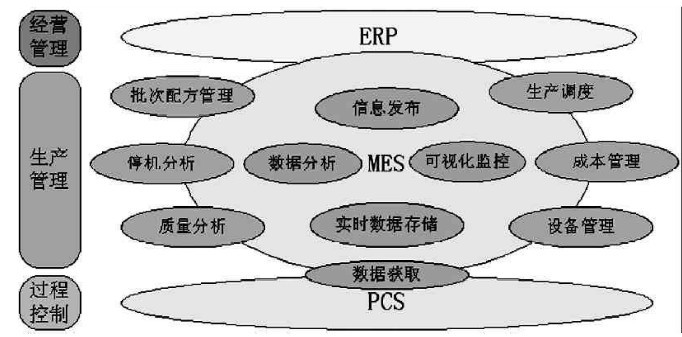 经营
管理
ERP
批次配方管理
信息发布
生产调度
生产
管理
停机分析
数据分析
MES
可视化监控
成本管理
质量分析
实时数据存储
设备管理
数据获取
过程
控制
PCS